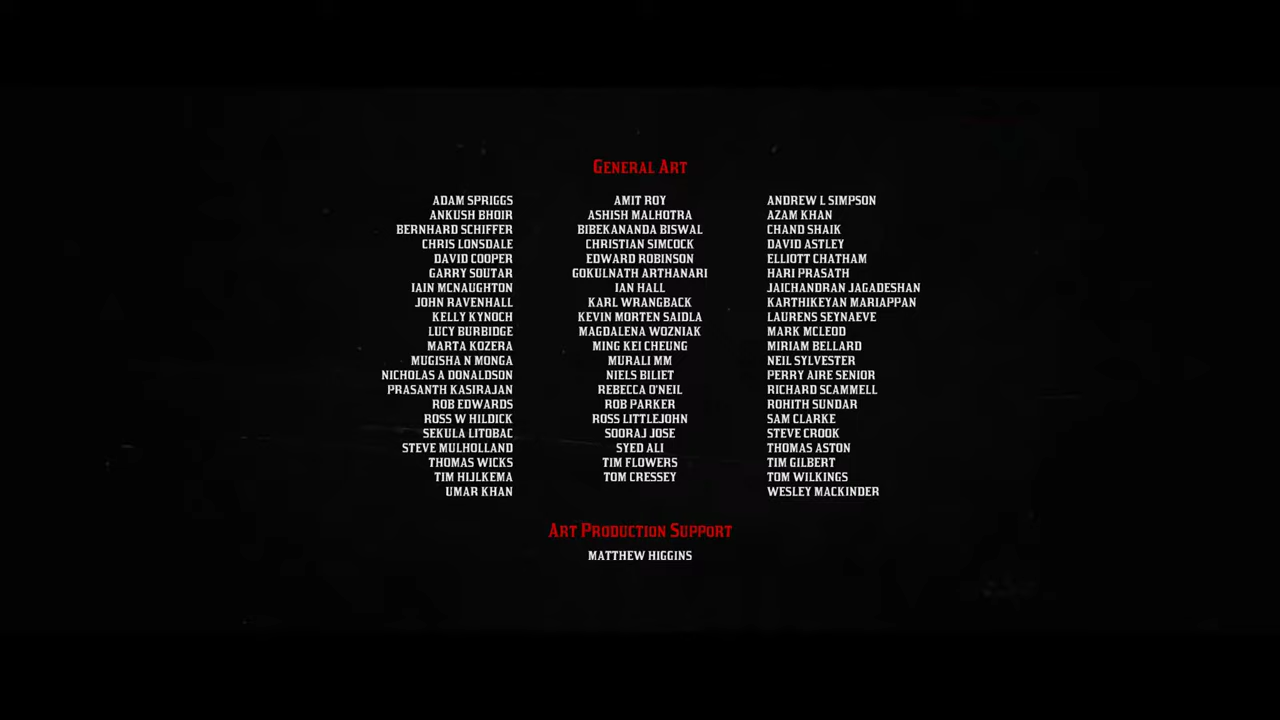 General Art
ADAM SPRIGGS AMIT ROY ANDREW L SIMPSON
ANKUSH BHOIR ASHISH MALHOTRA AZAM KHAN
BERNHARD SCHIFFER BIBEKANANDA BISWAL CHAND SHAIK
CHRIS LONSDALE CHRISTIAN SIMCOCK DAVID ASTLEY
DAVID COOPER EDWARD ROBINSON ELLIOTT CHATHAM
GARRY SOUTAR GOKULNATH ARTHANARI HARI PRASATH
IAIN MCNAUGHTON IAN HALL JAICHANDRAN JAGADESHAN
JOHN RAVENHALL KARL WRANGBACK KARTHIKEYAN MARIAPPAN
KELLY KYNOCH KEVIN MORTEN SAIDLA LAURENS SEYNAEVE
LUCY BURBIDGE MAGDALENA WOZNIAK MARK MCLEOD
MARTA KOZERA MING KEI CHEUNG MIRIAM BELLARD
MUGISHA N MONGA MURALI MM NEIL SYLVESTER
NICHOLAS A DONALDSON NIELS BILIET PERRY AIRE SENIOR
PRASANTH KASIRAJAN REBECCA O'NEIL RICHARD SCAMMELL
ROB EDWARDS ROB PARKER ROHITH SUNDAR
ROSS W HILDICK ROSS LITTLEJOHN SAM CLARKE
SEKULA LITOBAC SOORAJ JOSE STEVE CROOK
STEVE MULHOLLAND SYED ALI THOMAS ASTON
THOMAS WICKS TIM FLOWERS TIM GILBERT
TIM HIJLKEMA TOM CRESSEY TOM WILKINGS
UMAR KHAN WESLEY MACKINDER
Art Production Support
MATTHEW HIGGINS